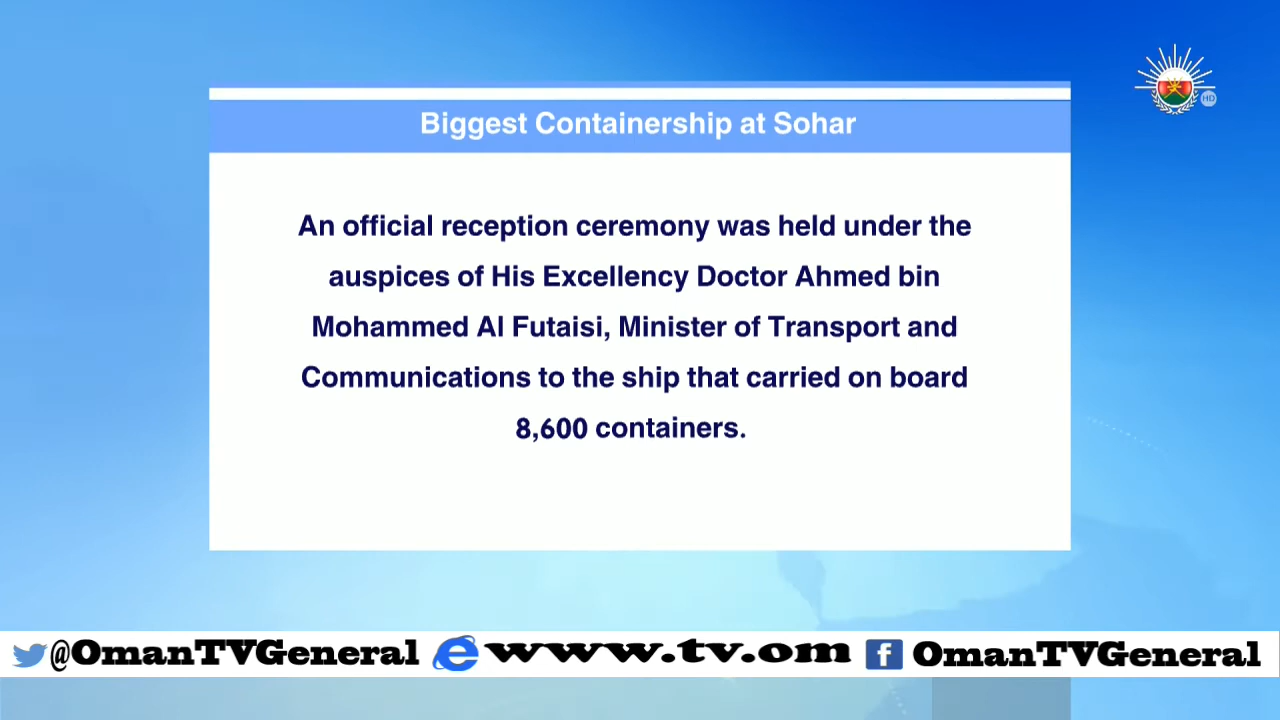 HD
Biggest Containership at Sohar
An official reception ceremony was held under the
auspices of His Excellency Doctor Ahmed bin
Mohammed Al Futaisi, Minister of Transport and
Communications to the ship that carried on board
8,600 containers.
@OmanTVGeneral www.tv.om OmanTVGeneral